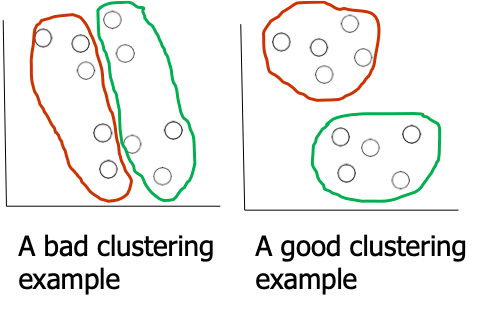 A bad clustering
example
A good clustering
example